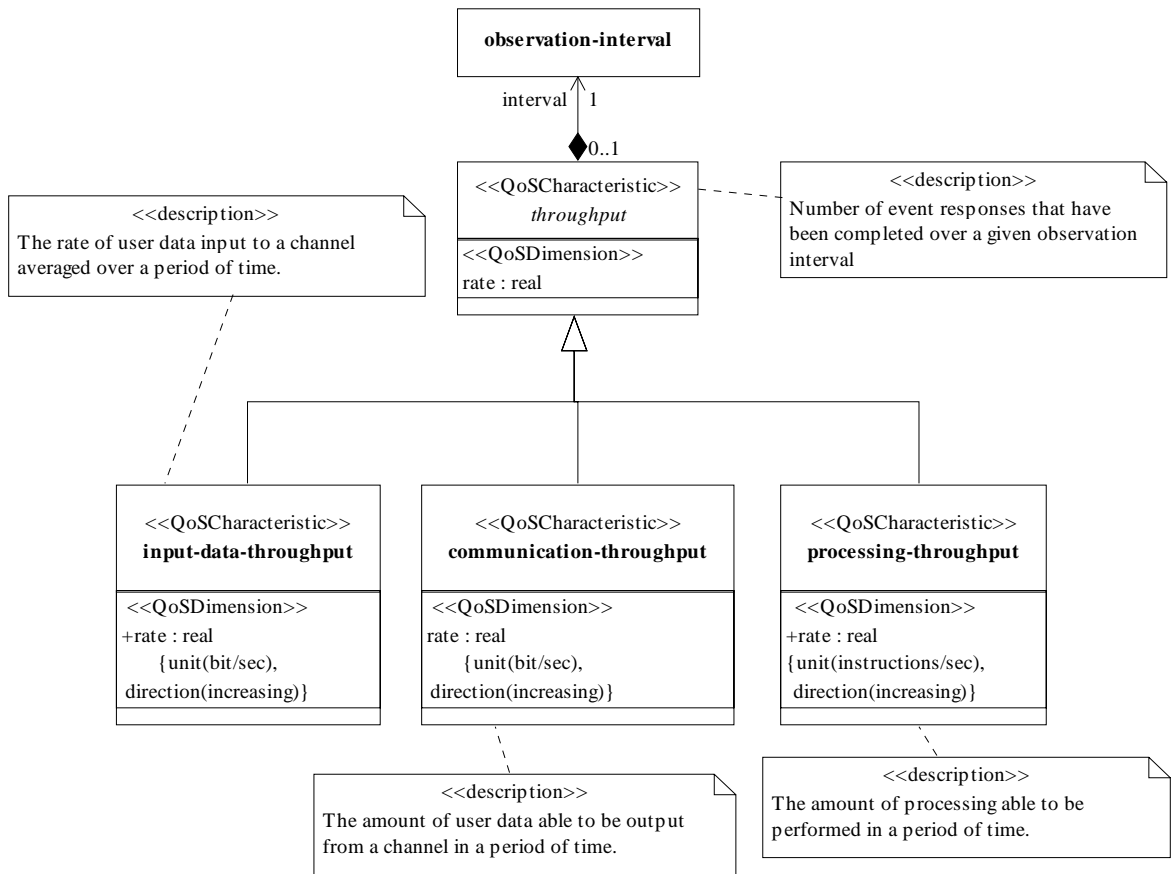 observation-interval
interval
1
0..1
<<QoSCharacteristic>>
throughput
<<QoSDimension>>
rate : real
<<description>>
Number of event responses that have
been completed over a given observation
interval
<<description>>
The rate of user data input to a channel
averaged over a period of time.
<<QoSCharacteristic>>
input-data-throughput
<<QoSDimension>>
+rate : real
{unit(bit/sec),
direction(increasing)}
<<QoSCharacteristic>>
communication-throughput
<<QoSDimension>>
rate : real
{unit(bit/sec),
direction(increasing)}
<<QoSCharacteristic>>
processing-throughput
<<QoSDimension>>
+rate : real
{unit(instructions/sec),
direction(increasing)}
<<description>>
The amount of user data able to be output
from a channel in a period of time.
<<description>>
The amount of processing able to be
performed in a period of time.